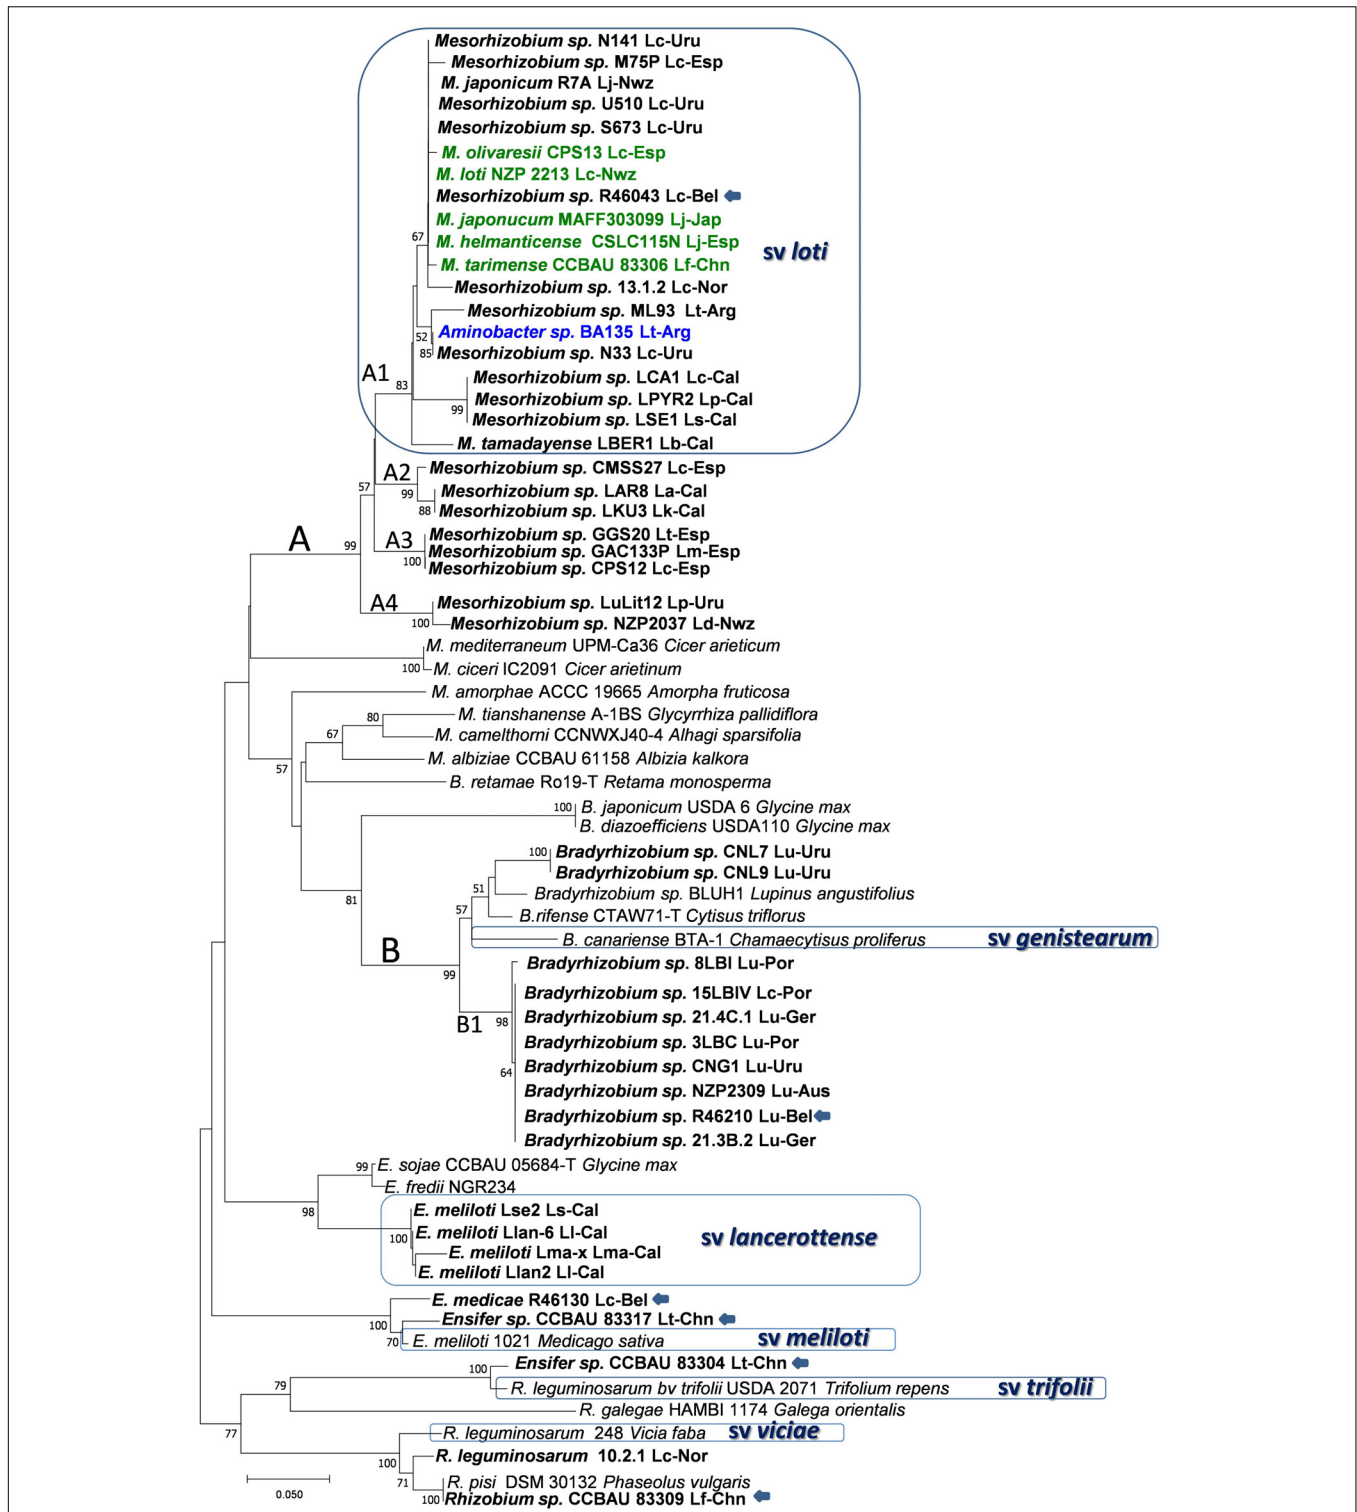 Mesorhizobium sp. N141 Lc-Uru
Mesorhizobium sp. M75P Lc-Esp
M. japonicum R7A Lj-Nwz
Mesorhizobium sp. U510 Lc-Uru
Mesorhizobium sp. S673 Lc-Uru
M. olivaresii CPS13 Lc-Esp
M. loti NZP 2213 Lc-Nwz
Mesorhizobium sp. R46043 Lc-Bel
M. japonucum MAFF303099 Lj-Jap
67
M. helmanticense CSLC115N Lj-Esp
sv loti
M. tarimense CCBAU 83306 Lf-Chn
Mesorhizobium sp. 13.1.2 Lc-Nor
Mesorhizobium sp. ML93 Lt-Arg
52
Aminobacter sp. BA135 Lt-Arg
85
Mesorhizobium sp. N33 Lc-Uru
A1
83
Mesorhizobium sp. LCA1 Lc-Cal
Mesorhizobium sp. LPYR2 Lp-Cal
99
Mesorhizobium sp. LSE1 Ls-Cal
M. tamadayense LBER1 Lb-Cal
A2
Mesorhizobium sp. CMSS27 Lc-Esp
57
99
Mesorhizobium sp. LAR8 La-Cal
88
Mesorhizobium sp. LKU3 Lk-Cal
A
99
A3
Mesorhizobium sp. GGS20 Lt-Esp
Mesorhizobium sp. GAC133P Lm-Esp
100
Mesorhizobium sp. CPS12 Lc-Esp
A4
Mesorhizobium sp. LuLit12 Lp-Uru
100
Mesorhizobium sp. NZP2037 Ld-Nwz
M. mediterraneum UPM-Ca36 Cicer arieticum
100
M. ciceri IC2091 Cicer arietinum
M. amorphae ACCC 19665 Amorpha fruticosa
80
M. tianshanense A-1BS Glycyrrhiza pallidiflora
67
M. camelthorni CCNWXJ40-4 Alhagi sparsifolia
57
M. albiziae CCBAU 61158 Albizia kalkora
B. retamae Ro19-T Retama monosperma
100
B. japonicum USDA 6 Glycine max
B. diazoefficiens USDA110 Glycine max
100
Bradyrhizobium sp. CNL7 Lu-Uru
Bradyrhizobium sp. CNL9 Lu-Uru
81
51
Bradyrhizobium sp. BLUH1 Lupinus angustifolius
57
B.rifense CTAW71-T Cytisus triflorus
B. canariense BTA-1 Chamaecytisus proliferus
sv genistearum
B
99
Bradyrhizobium sp. 8LBI Lu-Por
Bradyrhizobium sp. 15LBIV Lc-Por
B1
98
Bradyrhizobium sp. 21.4C.1 Lu-Ger
Bradyrhizobium sp. 3LBC Lu-Por
64
Bradyrhizobium sp. CNG1 Lu-Uru
Bradyrhizobium sp. NZP2309 Lu-Aus
Bradyrhizobium sp. R46210 Lu-Bel
Bradyrhizobium sp. 21.3B.2 Lu-Ger
99
E. sojae CCBAU 05684-T Glycine max
E. fredii NGR234
98
E. meliloti Lse2 Ls-Cal
100
E. meliloti Llan-6 Ll-Cal
sv lancerottense
E. meliloti Lma-x Lma-Cal
E. meliloti Llan2 Ll-Cal
E. medicae R46130 Lc-Bel
100
Ensifer sp. CCBAU 83317 Lt-Chn
70
E. meliloti 1021 Medicago sativa
sv meliloti
100
Ensifer sp. CCBAU 83304 Lt-Chn
79
R. leguminosarum bv trifolii USDA 2071 Trifolium repens
sv trifolii
R. galegae HAMBI 1174 Galega orientalis
77
R. leguminosarum 248 Vicia faba
sv viciae
100
R. leguminosarum 10.2.1 Lc-Nor
71
R. pisi DSM 30132 Phaseolus vulgaris
100
Rhizobium sp. CCBAU 83309 Lf-Chn
0.050